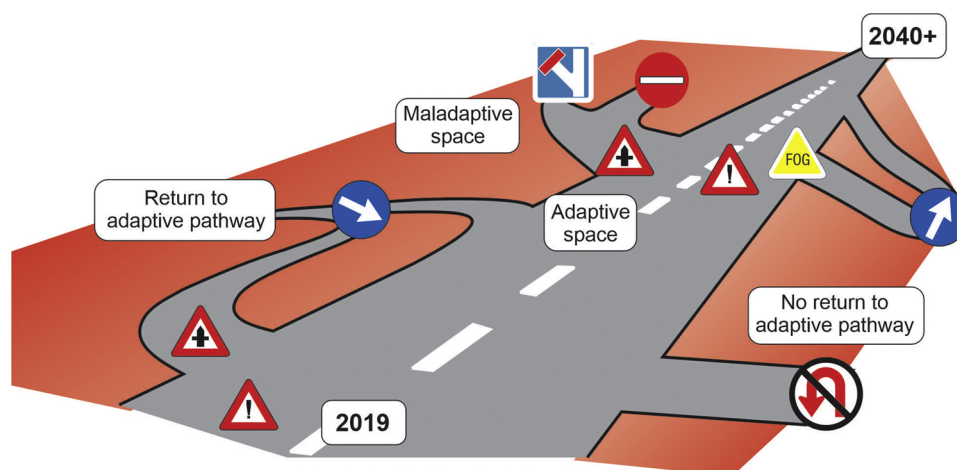 2040+
Maladaptive
space
FOG
Return to
adaptive pathway
Adaptive
space
No return to
adaptive pathway
!
!
2019